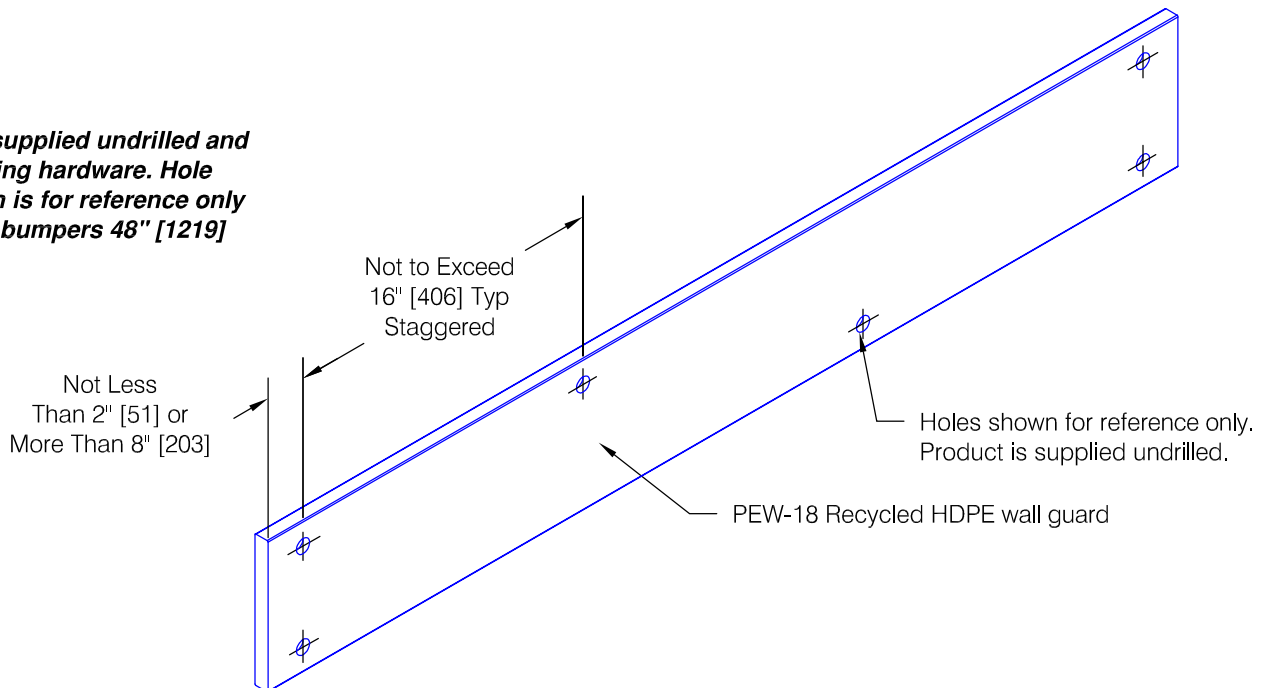 supplied undrilled and
ing hardware. Hole
is for reference only
bumpers 48" [1219]
Not to Exceed
16" [406] Typ
Staggered
Not Less
Than 2" [51] or
More Than 8" [203]
Holes shown for reference only.
Product is supplied undrilled.
PEW-18 Recycled HDPE wall guard